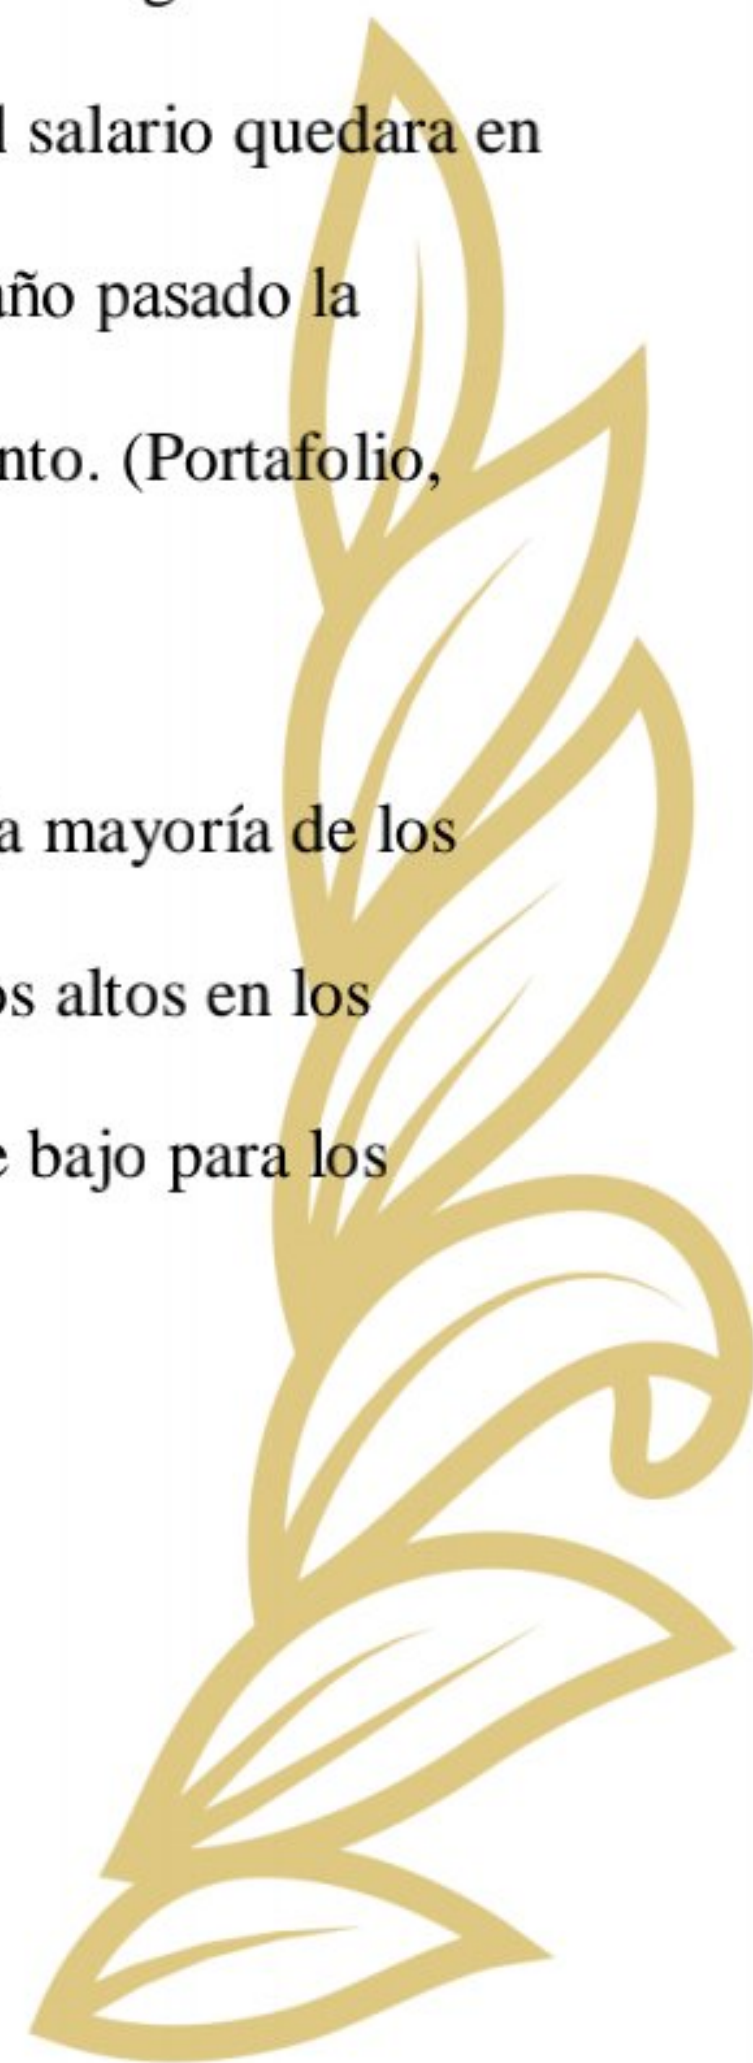 l salario quedara en
año pasado la
nto. (Portafolio,
a mayoría de los
os altos en los
e bajo para los